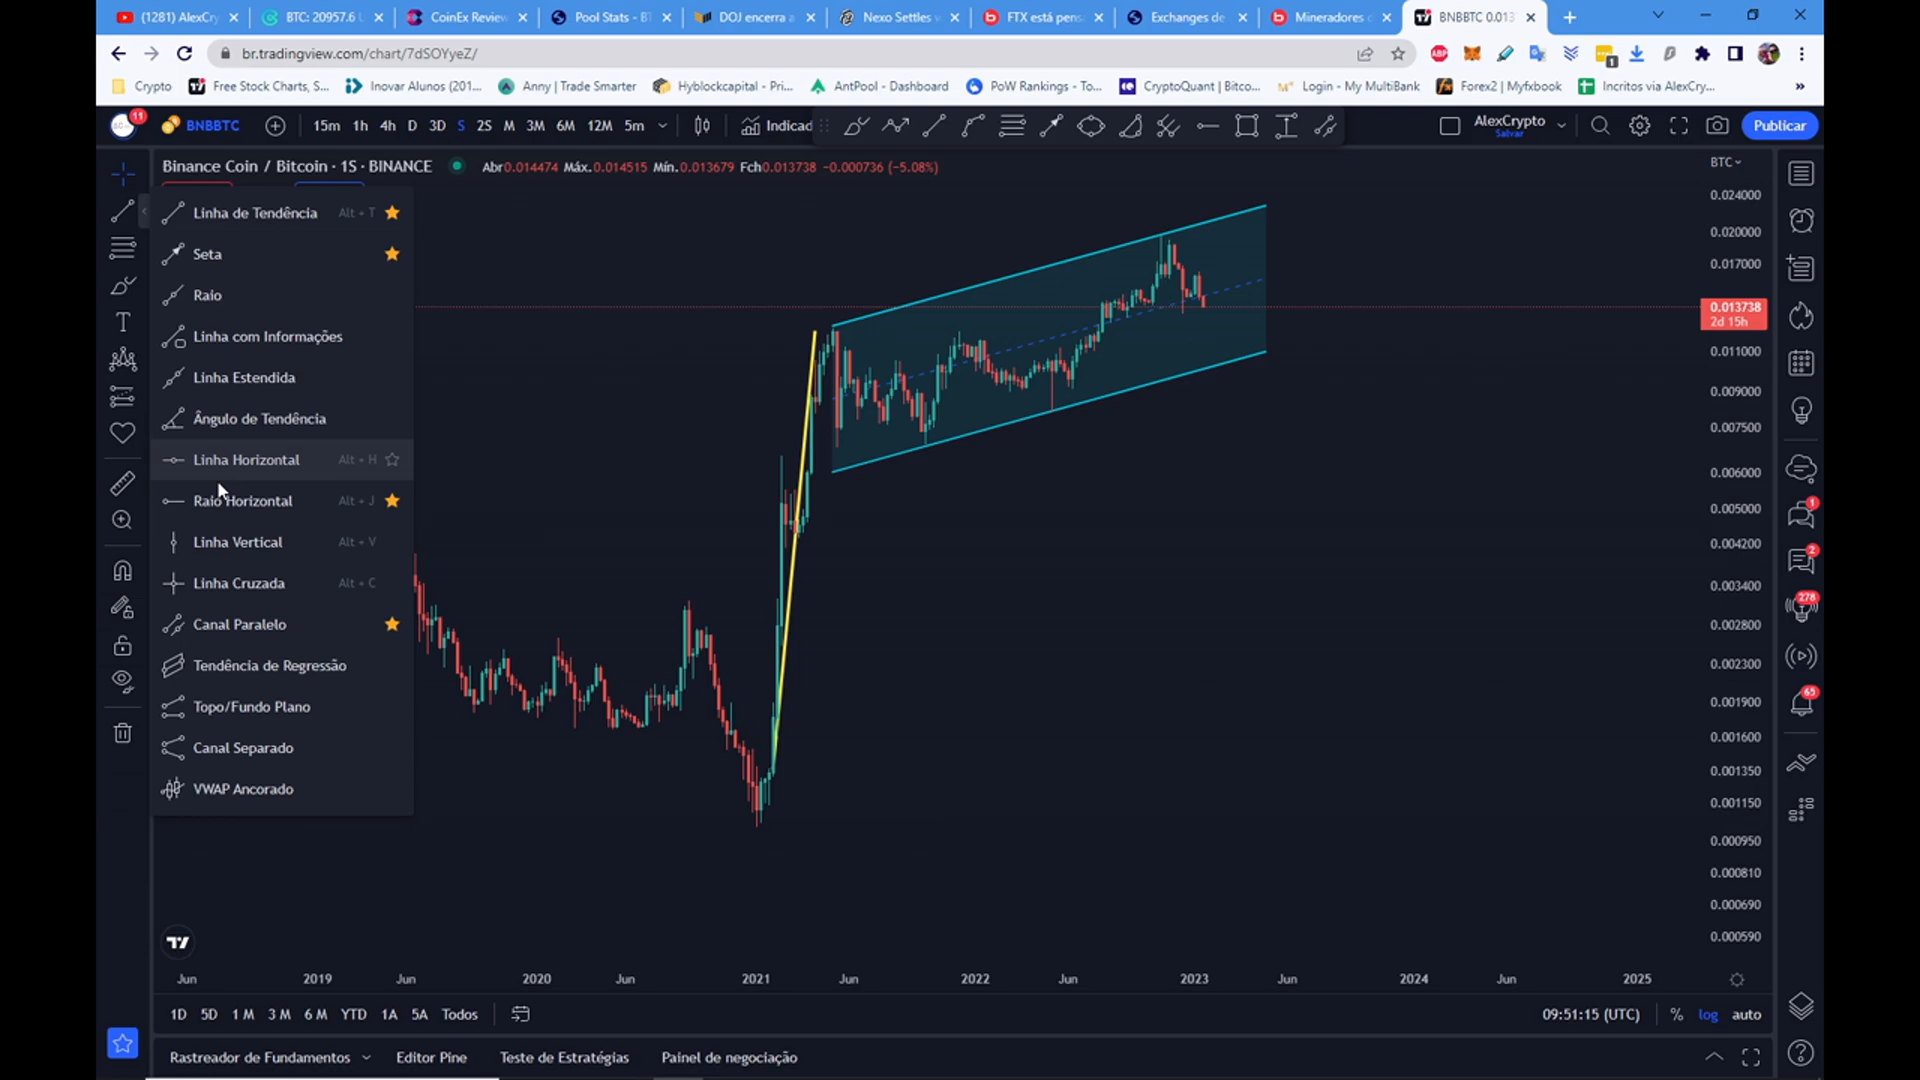 (1281) AlexCry
BTC: 20957.6 U
CoinEx Review
Pool Stats - BT
DOJ encerra a
Nexo Settles w
FTX está pens
Exchanges de
Mineradores d
BNBBTC 0.013
br.tradingview.com/chart/7dSOYyeZ/
Crypto
Free Stock Charts, S...
Inovar Alunos (201...
Anny | Trade Smarter
Hyblockcapital - Pri...
AntPool - Dashboard
PoW Rankings - To...
CryptoQuant | Bitco...
Login - My MultiBank
Forex2 | Myfxbook
Incritos via AlexCry...
11
BNBBTC
15m 1h 4h D 3D S 2S M 3M 6M 12M 5m
Indicad
AlexCrypto
Salvar
Publicar
Binance Coin / Bitcoin · 1S · BINANCE
Abr0.014474 Máx.0.014515 Mín.0.013679 Fch0.013738 −0.000736 (−5.08%)
BTC
Linha de Tendência Alt + T
Seta
Raio
Linha com Informações
Linha Estendida
Ângulo de Tendência
Linha Horizontal Alt + H
Raio Horizontal Alt + J
Linha Vertical Alt + V
Linha Cruzada Alt + C
Canal Paralelo
Tendência de Regressão
Topo/Fundo Plano
Canal Separado
VWAP Ancorado
0.024000
0.020000
0.017000
0.013738
2d 15h
0.011000
0.009000
0.007500
0.006000
0.005000
0.004200
0.003400
0.002800
0.002300
0.001900
0.001600
0.001350
0.001150
0.000950
0.000810
0.000690
0.000590
1
2
278
65
Jun 2019 Jun 2020 Jun 2021 Jun 2022 Jun 2023 Jun 2024 Jun 2025
1D 5D 1 M 3 M 6 M YTD 1A 5A Todos
09:51:15 (UTC) % log auto
Rastreador de Fundamentos
Editor Pine
Teste de Estratégias
Painel de negociação